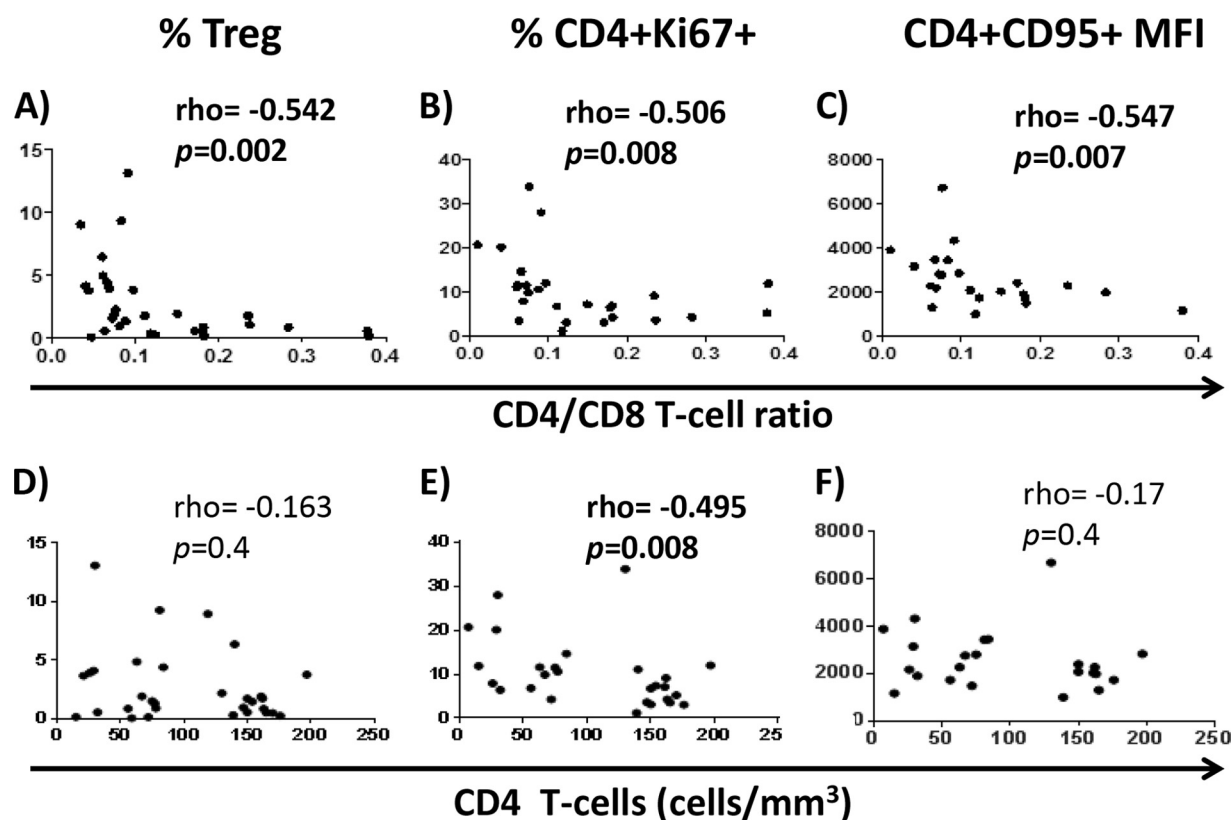 % Treg
% CD4+Ki67+
CD4+CD95+ MFI
A)
rho= -0.542
p=0.002
15
10
5
0
0.0
0.1
0.2
0.3
0.4
B)
rho= -0.506
p=0.008
40
30
20
10
0
0.0
0.1
0.2
0.3
0.4
C)
rho= -0.547
p=0.007
8000
6000
4000
2000
0
0.0
0.1
0.2
0.3
0.4
CD4/CD8 T-cell ratio
D)
rho= -0.163
p=0.4
15
10
5
0
0
50
100
150
200
250
E)
rho= -0.495
p=0.008
40
30
20
10
0
0
50
100
150
200
25
F)
rho= -0.17
p=0.4
8000
6000
4000
2000
0
0
50
100
150
200
250
CD4 T-cells (cells/mm³)